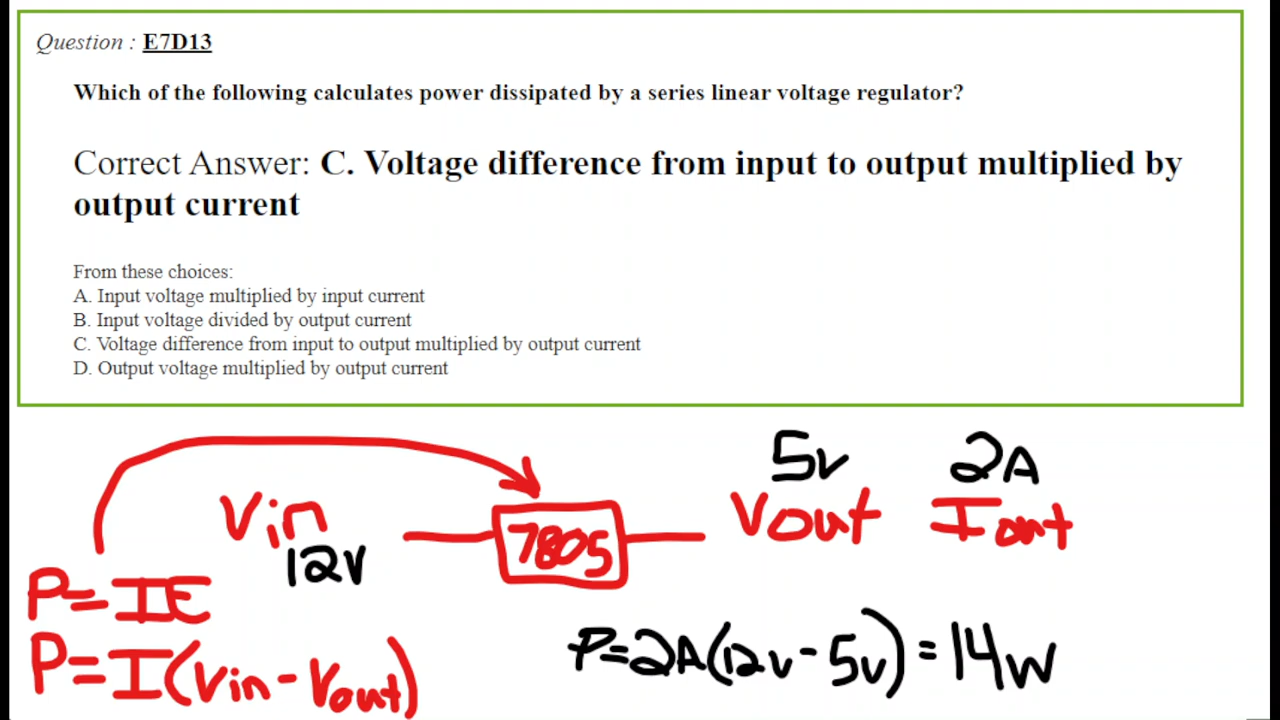 Question : E7D13
Which of the following calculates power dissipated by a series linear voltage regulator?
Correct Answer: C. Voltage difference from input to output multiplied by
output current
From these choices:
A. Input voltage multiplied by input current
B. Input voltage divided by output current
C. Voltage difference from input to output multiplied by output current
D. Output voltage multiplied by output current
5v 2A
Vin 7805 Vout Iout
12V
P=IE
P=I(Vin-Vout)
P=2A(12v-5v)=14W